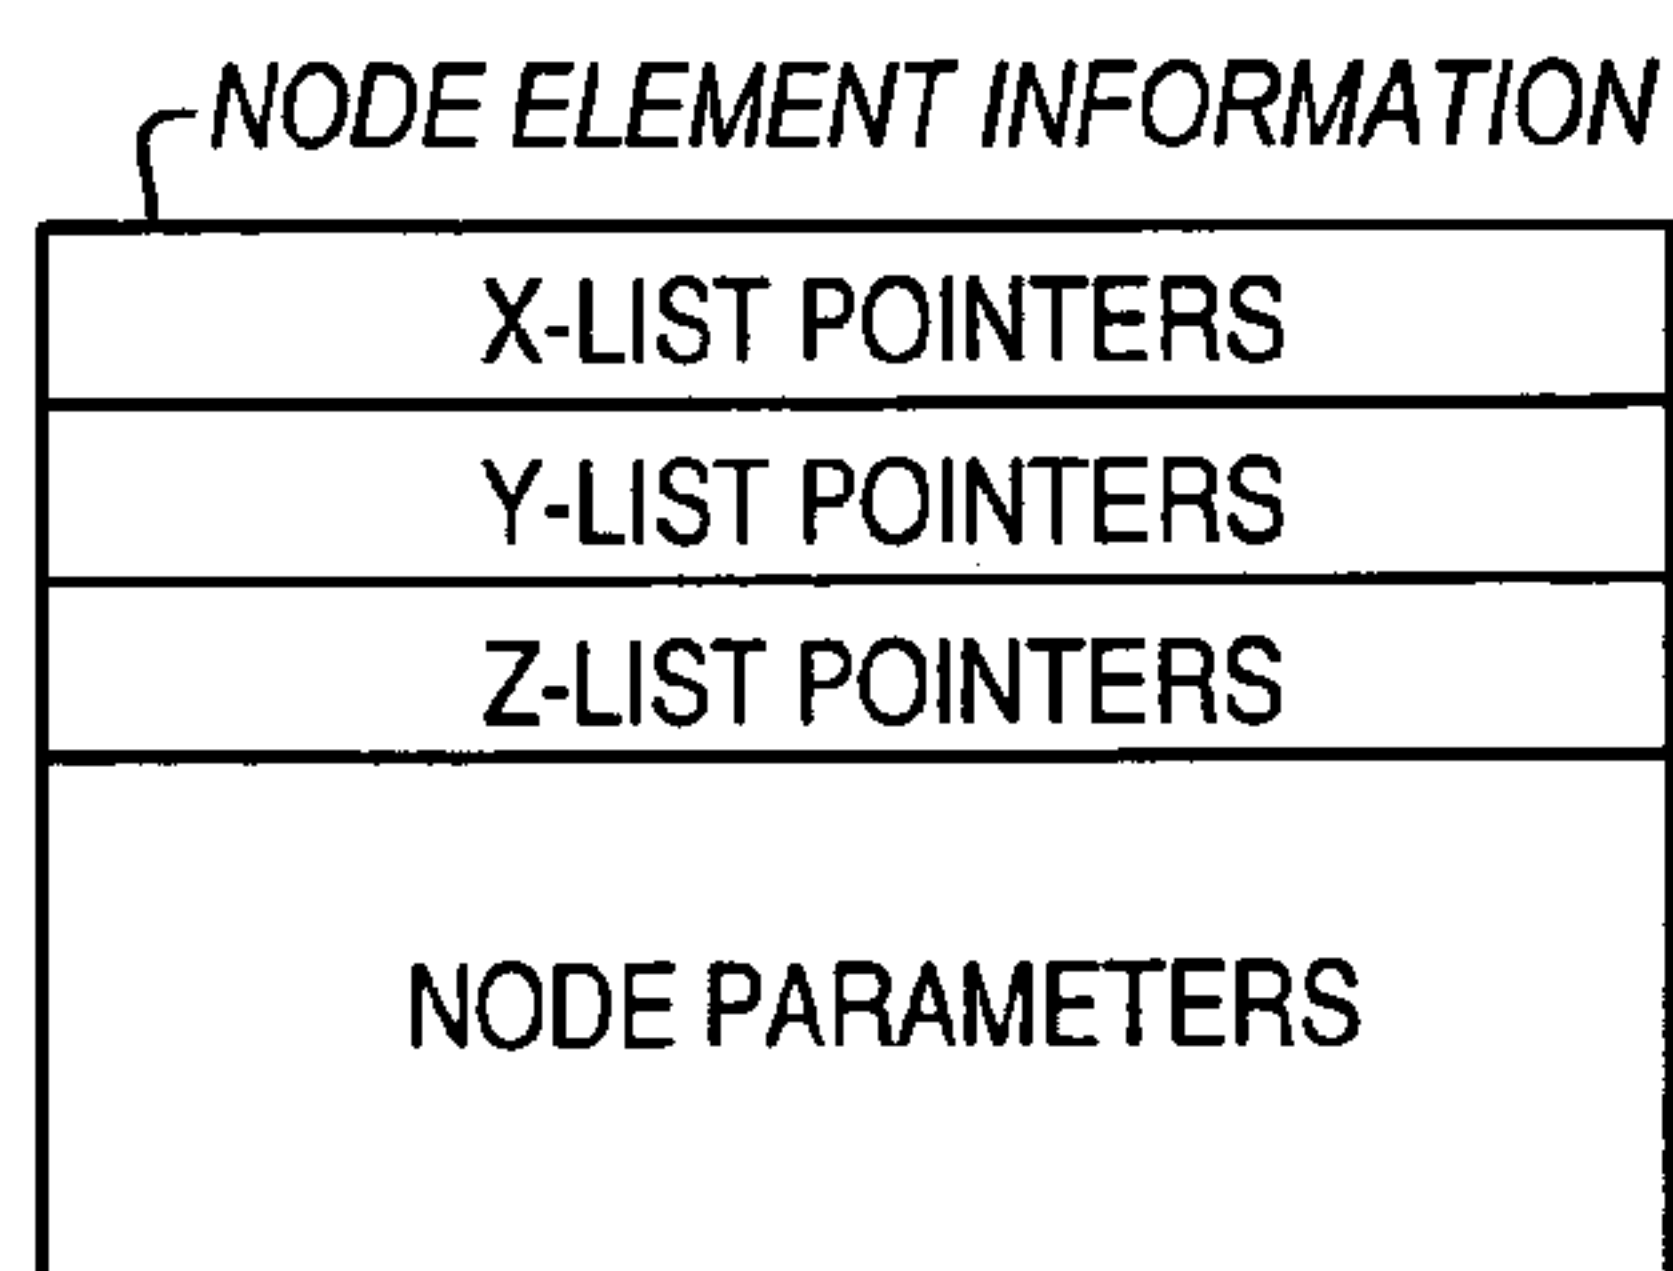 NODE ELEMENT INFORMATION
X-LIST POINTERS
Y-LIST POINTERS
Z-LIST POINTERS
NODE PARAMETERS